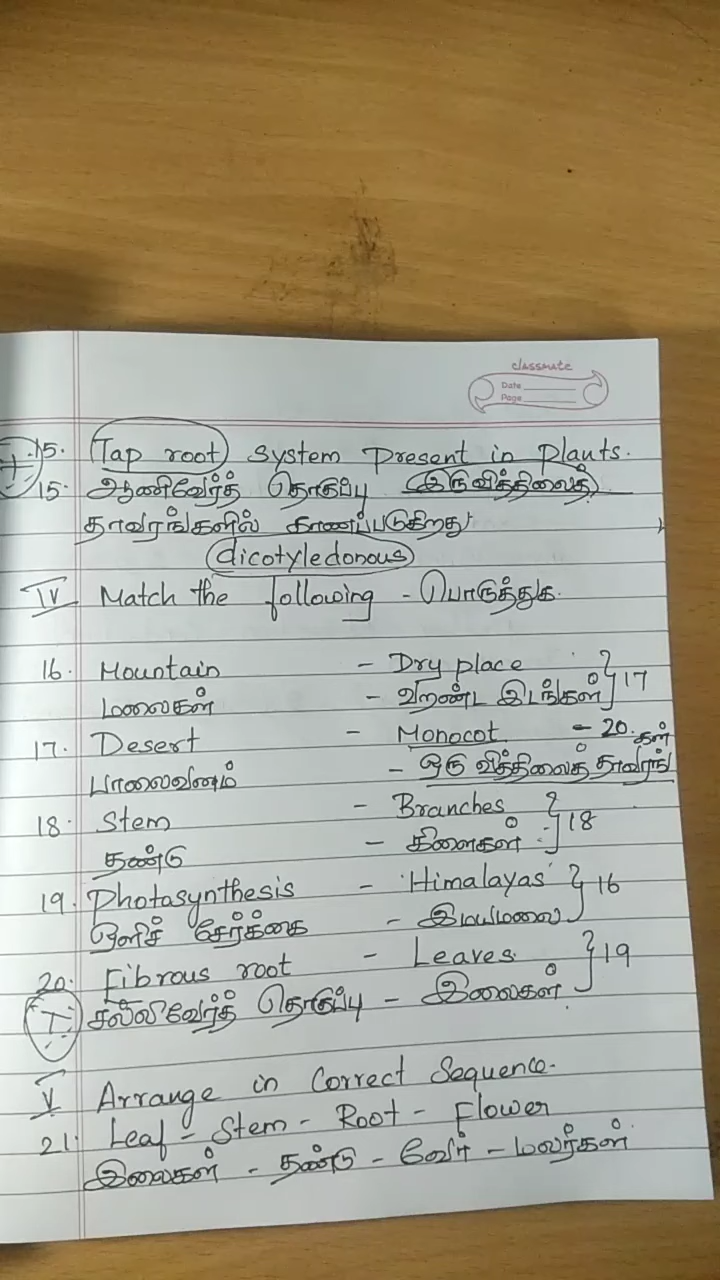 classmate
Date
Page
15. Tap root system Present in plants.
15. ஆணிவேர்த் தொகுப்பு இருவித்திலைத்
தாவரங்களில் காணப்படுகிறது
dicotyledonous
IV Match the following - பொருத்துக.
16. Mountain - Dry place
மலைகள் - வறண்ட இடங்கள் } 17
17. Desert - Monocot - 20.
பாலைவனம் - ஒரு வித்திலைத் தாவரங்கள்
18. Stem - Branches
தண்டு - கிளைகள் } 18
19. Photasynthesis - Himalayas
ஒளிச் சேர்க்கை - இமயமலை } 16
20. Fibrous root - Leaves.
சல்லிவேர்த் தொகுப்பு - இலைகள் } 19
V Arrange in Correct Sequence.
21. Leaf - Stem - Root - Flower
இலைகள் - தண்டு - வேர் - மலர்கள்